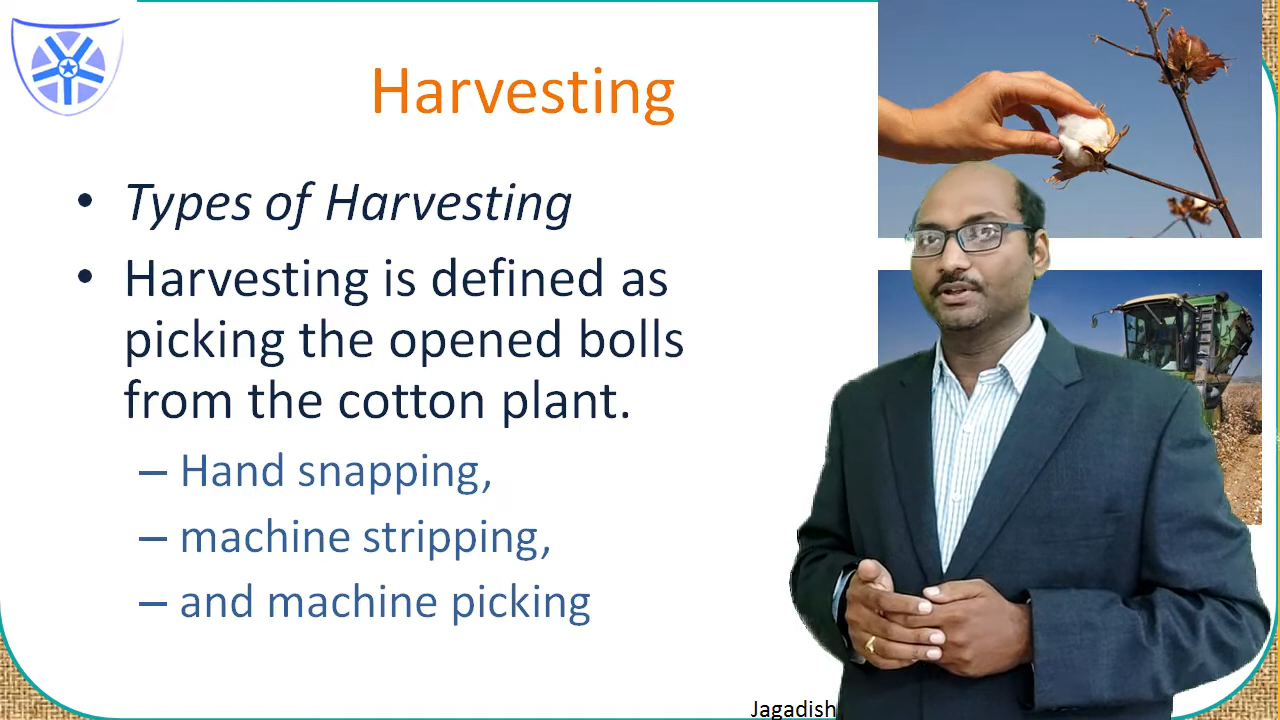 Harvesting
• Types of Harvesting
• Harvesting is defined as
picking the opened bolls
from the cotton plant.
– Hand snapping,
– machine stripping,
– and machine picking
Jagadish